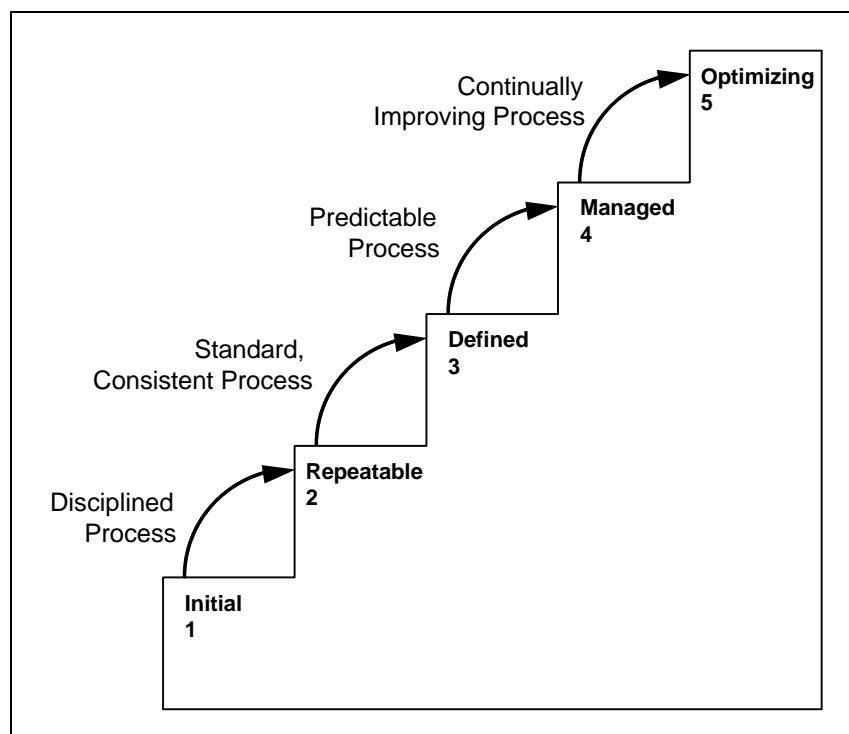 Continually
Improving Process
Optimizing
5
Predictable
Process
Managed
4
Standard,
Consistent Process
Defined
3
Disciplined
Process
Repeatable
2
Initial
1